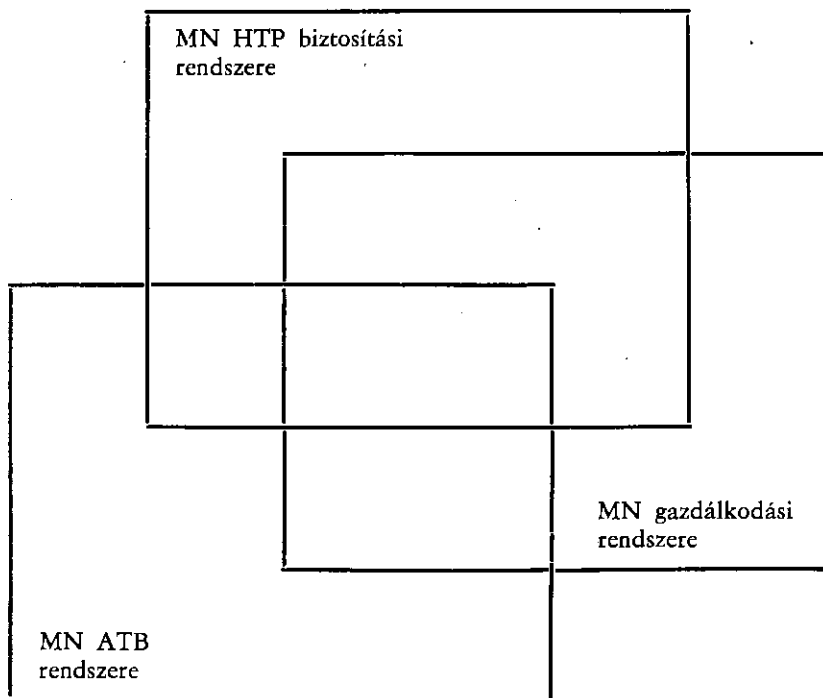 MN HTP biztosítási
rendszere
MN gazdálkodási
rendszere
MN ATB
rendszere